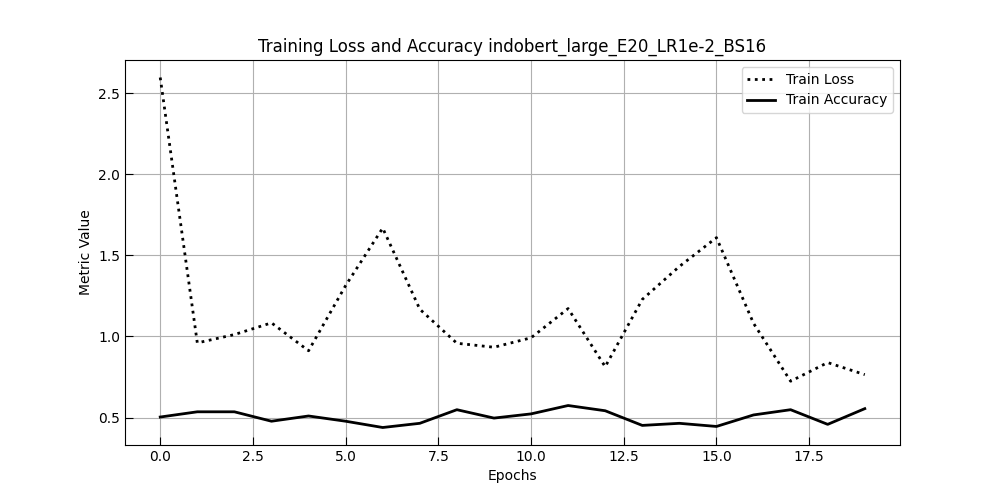 Training Loss and Accuracy indobert_large_E20_LR1e-2_BS16
Train Loss
Train Accuracy
Metric Value
2.5
2.0
1.5
1.0
0.5
0.0 2.5 5.0 7.5 10.0 12.5 15.0 17.5
Epochs